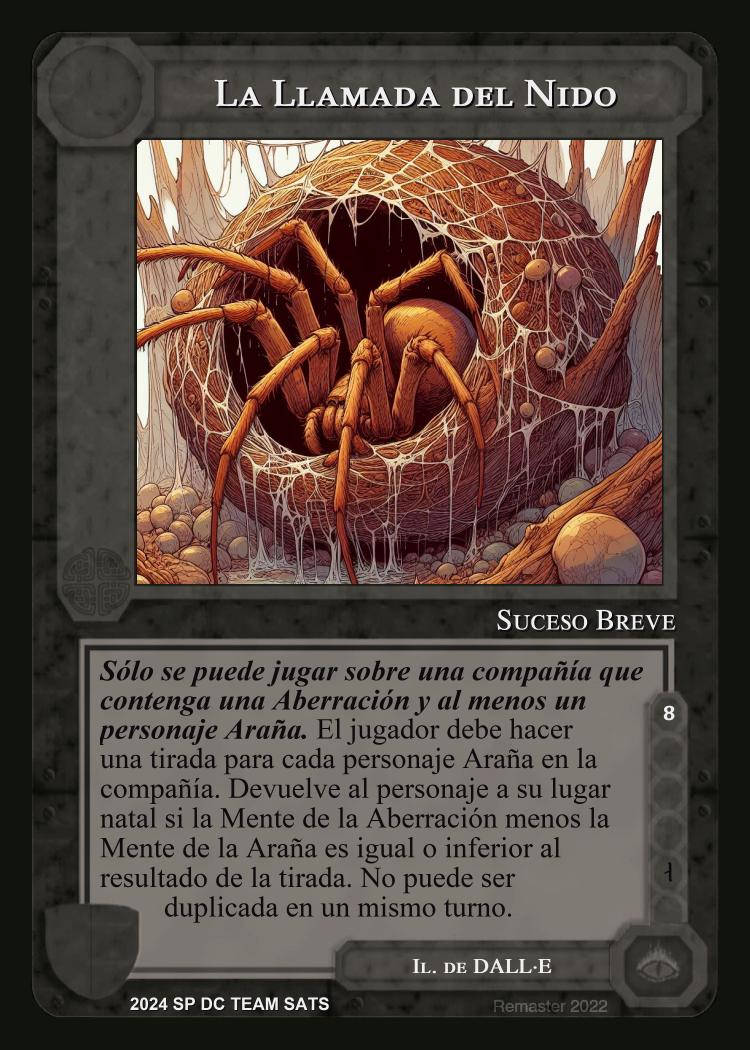 La Llamada del Nido
Suceso Breve
Sólo se puede jugar sobre una compañía que
contenga una Aberración y al menos un
personaje Araña. El jugador debe hacer
una tirada para cada personaje Araña en la
compañía. Devuelve al personaje a su lugar
natal si la Mente de la Aberración menos la
Mente de la Araña es igual o inferior al
resultado de la tirada. No puede ser
duplicada en un mismo turno.
8
Il. de DALL·E
2024 SP DC TEAM SATS
Remaster 2022